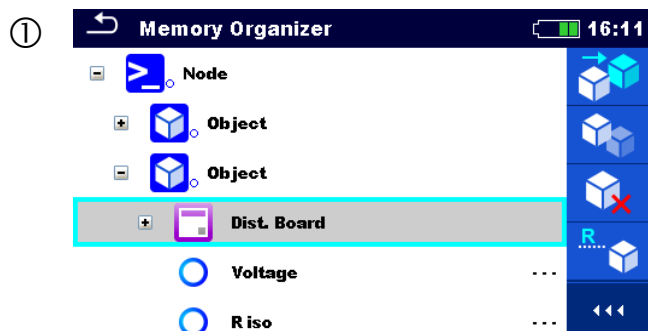 ①
Memory Organizer 16:11
Node
Object
Object
Dist. Board
Voltage ---
R iso ---
R